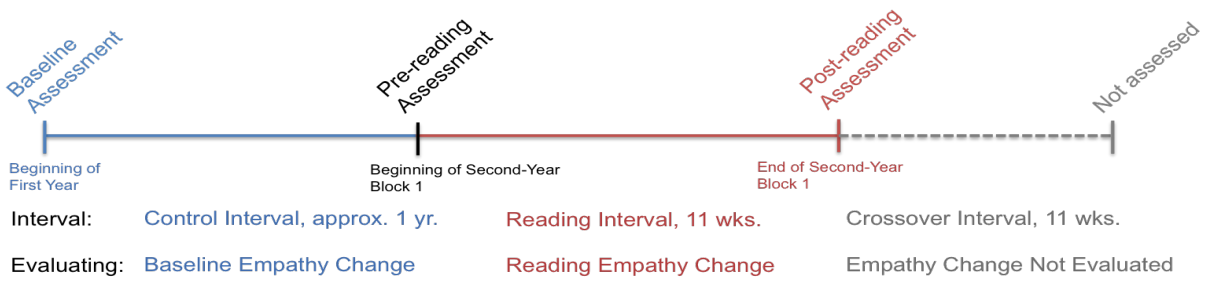 Baseline
Assessment
Pre-reading
Assessment
Post-reading
Assessment
Not assessed
Beginning of
First Year
Beginning of Second-Year
Block 1
End of Second-Year
Block 1
Interval: Control Interval, approx. 1 yr. Reading Interval, 11 wks. Crossover Interval, 11 wks.
Evaluating: Baseline Empathy Change Reading Empathy Change Empathy Change Not Evaluated